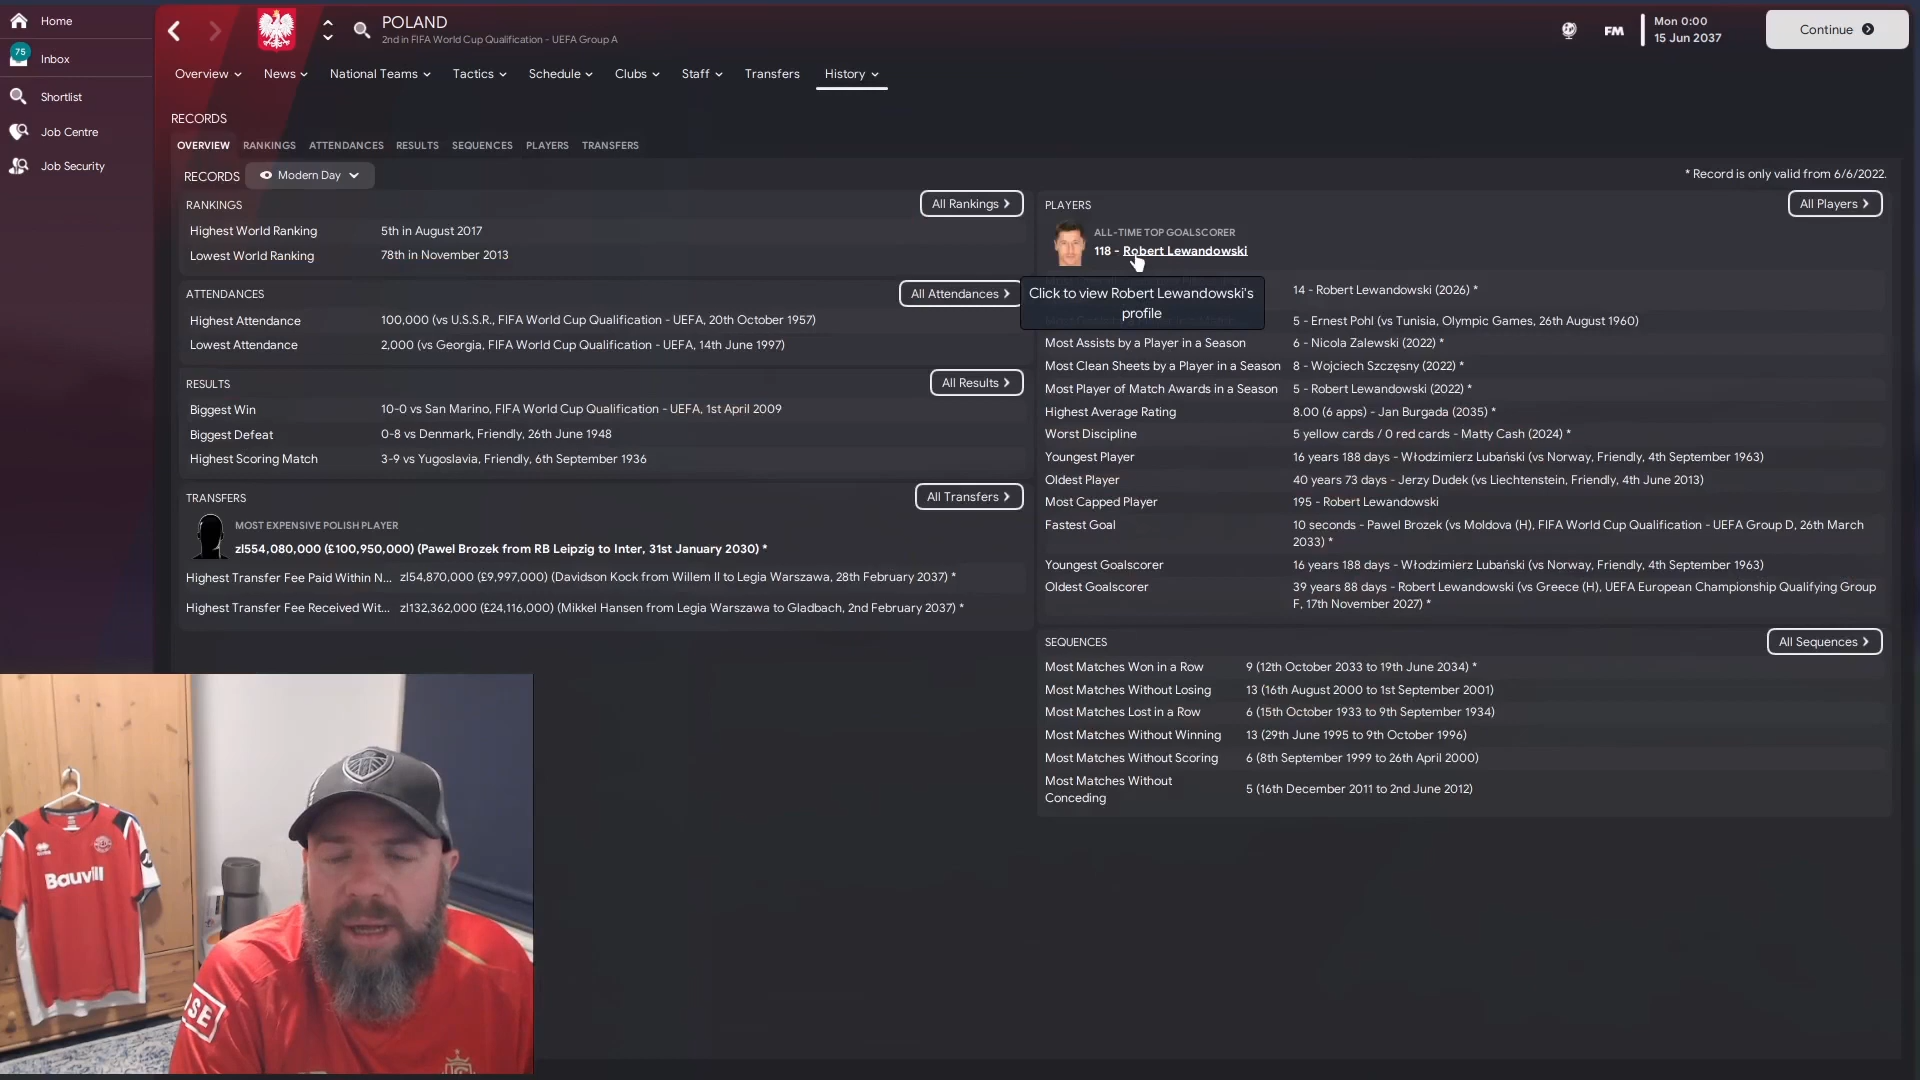 Home
75
Inbox
Shortlist
Job Centre
Job Security
POLAND
2nd in FIFA World Cup Qualification - UEFA Group A
FM
Mon 0:00
15 Jun 2037
Continue
Overview
News
National Teams
Tactics
Schedule
Clubs
Staff
Transfers
History
RECORDS
OVERVIEW
RANKINGS
ATTENDANCES
RESULTS
SEQUENCES
PLAYERS
TRANSFERS
RECORDS
Modern Day
* Record is only valid from 6/6/2022.
RANKINGS
All Rankings
Highest World Ranking 5th in August 2017
Lowest World Ranking 78th in November 2013
ATTENDANCES
All Attendances
Highest Attendance 100,000 (vs U.S.S.R., FIFA World Cup Qualification - UEFA, 20th October 1957)
Lowest Attendance 2,000 (vs Georgia, FIFA World Cup Qualification - UEFA, 14th June 1997)
RESULTS
All Results
Biggest Win 10-0 vs San Marino, FIFA World Cup Qualification - UEFA, 1st April 2009
Biggest Defeat 0-8 vs Denmark, Friendly, 26th June 1948
Highest Scoring Match 3-9 vs Yugoslavia, Friendly, 6th September 1936
TRANSFERS
All Transfers
MOST EXPENSIVE POLISH PLAYER
zl554,080,000 (£100,950,000) (Pawel Brozek from RB Leipzig to Inter, 31st January 2030) *
Highest Transfer Fee Paid Within N... zl54,870,000 (£9,997,000) (Davidson Kock from Willem II to Legia Warszawa, 28th February 2037) *
Highest Transfer Fee Received Wit... zl132,362,000 (£24,116,000) (Mikkel Hansen from Legia Warszawa to Gladbach, 2nd February 2037) *
PLAYERS
All Players
ALL-TIME TOP GOALSCORER
118 - Robert Lewandowski
Click to view Robert Lewandowski's
profile
14 - Robert Lewandowski (2026) *
5 - Ernest Pohl (vs Tunisia, Olympic Games, 26th August 1960)
Most Assists by a Player in a Season 6 - Nicola Zalewski (2022) *
Most Clean Sheets by a Player in a Season 8 - Wojciech Szczęsny (2022) *
Most Player of Match Awards in a Season 5 - Robert Lewandowski (2022) *
Highest Average Rating 8.00 (6 apps) - Jan Burgada (2035) *
Worst Discipline 5 yellow cards / 0 red cards - Matty Cash (2024) *
Youngest Player 16 years 188 days - Włodzimierz Lubański (vs Norway, Friendly, 4th September 1963)
Oldest Player 40 years 73 days - Jerzy Dudek (vs Liechtenstein, Friendly, 4th June 2013)
Most Capped Player 195 - Robert Lewandowski
Fastest Goal 10 seconds - Pawel Brozek (vs Moldova (H), FIFA World Cup Qualification - UEFA Group D, 26th March
2033) *
Youngest Goalscorer 16 years 188 days - Włodzimierz Lubański (vs Norway, Friendly, 4th September 1963)
Oldest Goalscorer 39 years 88 days - Robert Lewandowski (vs Greece (H), UEFA European Championship Qualifying Group
F, 17th November 2027) *
SEQUENCES
All Sequences
Most Matches Won in a Row 9 (12th October 2033 to 19th June 2034) *
Most Matches Without Losing 13 (16th August 2000 to 1st September 2001)
Most Matches Lost in a Row 6 (15th October 1933 to 9th September 1934)
Most Matches Without Winning 13 (29th June 1995 to 9th October 1996)
Most Matches Without Scoring 6 (8th September 1999 to 26th April 2000)
Most Matches Without
Conceding 5 (16th December 2011 to 2nd June 2012)
Bauvill
SE